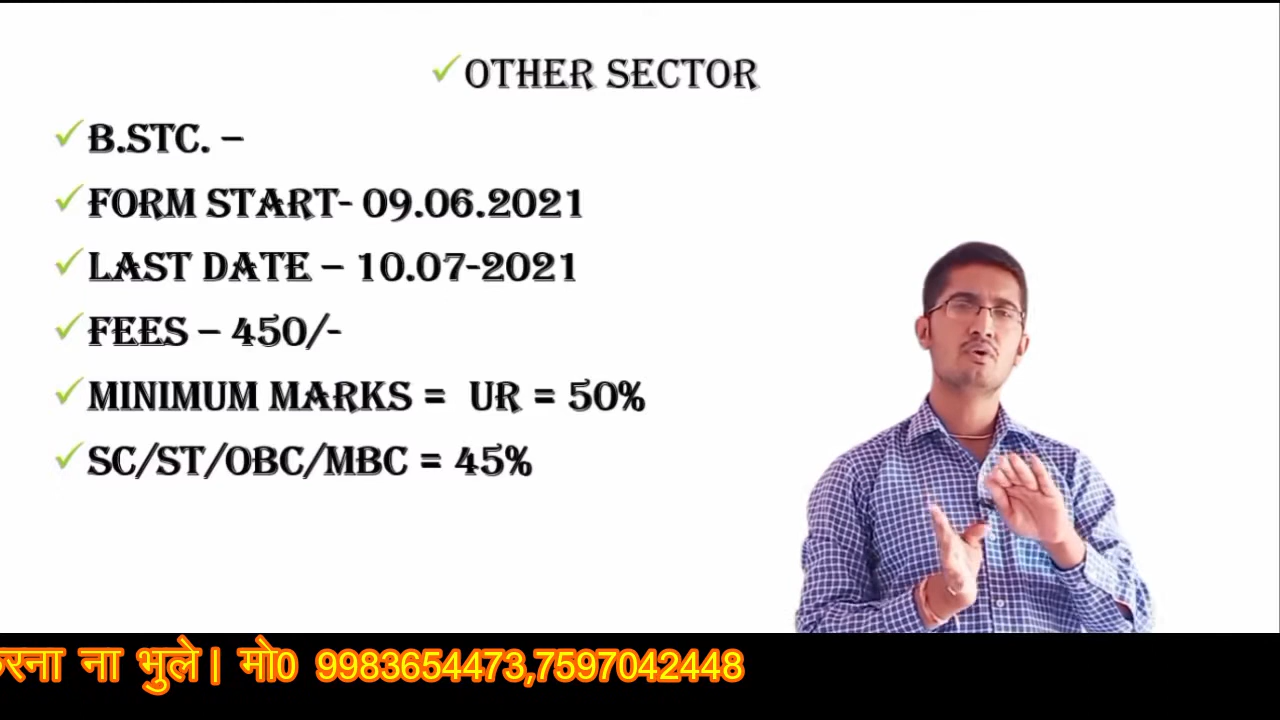 OTHER SECTOR
B.STC. –
FORM START- 09.06.2021
LAST DATE – 10.07-2021
FEES – 450/-
MINIMUM MARKS = UR = 50%
SC/ST/OBC/MBC = 45%
ना भुले| मो0 9983654473,7597042448